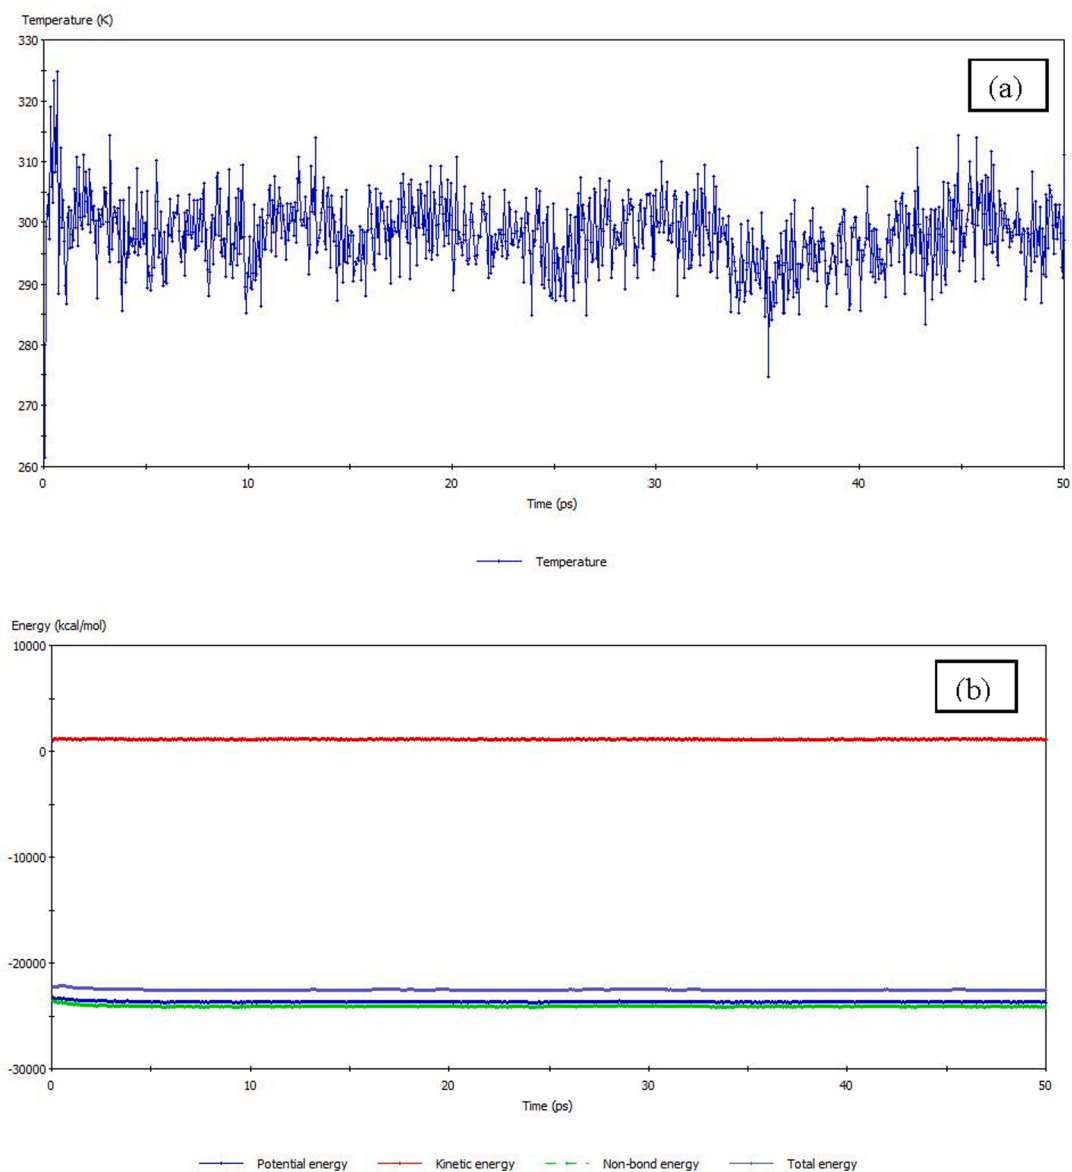 Temperature (K)
330
(a)
320
310
300
290
280
270
260
0 10 20 30 40 50
Time (ps)
Temperature
Energy (kcal/mol)
10000
(b)
0
-10000
-20000
-30000
0 10 20 30 40 50
Time (ps)
Potential energy Kinetic energy Non-bond energy Total energy